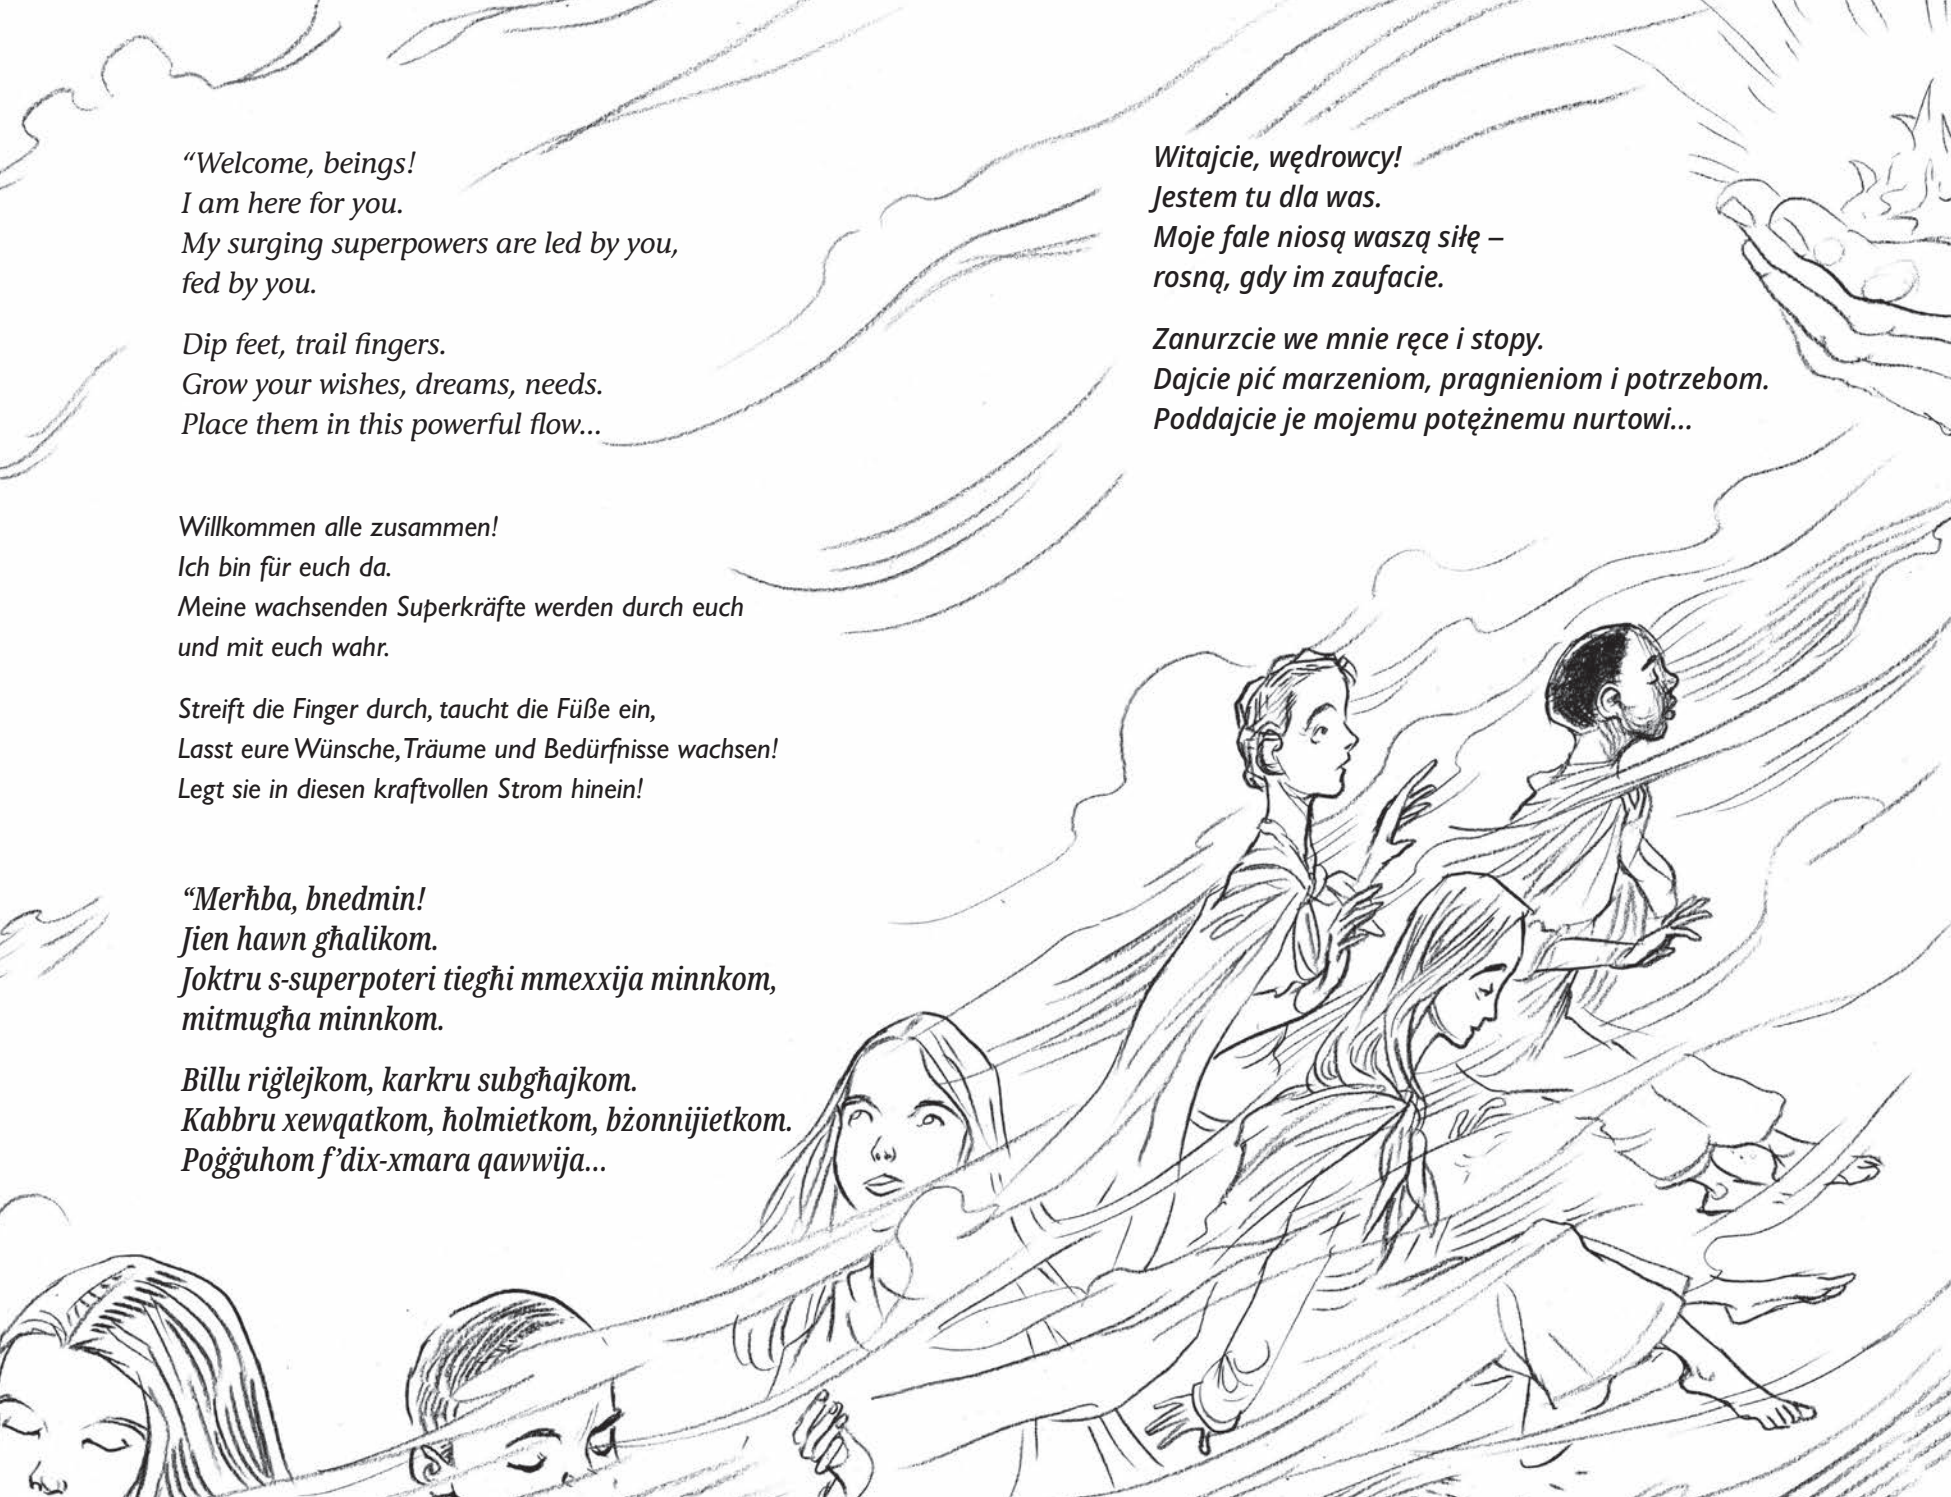 “Welcome, beings!
I am here for you.
My surging superpowers are led by you,
fed by you.
Dip feet, trail fingers.
Grow your wishes, dreams, needs.
Place them in this powerful flow...
Willkommen alle zusammen!
Ich bin für euch da.
Meine wachsenden Superkräfte werden durch euch
und mit euch wahr.
Streift die Finger durch, taucht die Füße ein,
Lasst eure Wünsche, Träume und Bedürfnisse wachsen!
Legt sie in diesen kraftvollen Strom hinein!
“Merħba, bnedmin!
Jien hawn għalikom.
Joktru s-superpoteri tiegħi mmexxija minnkom,
mitmugħa minnkom.
Billu riġlejkom, karkru subgħajkom.
Kabbru xewqatkom, ħolmietkom, bżonnijietkom.
Poġġuhom f’dix-xmara qawwija...
Witajcie, wędrowcy!
Jestem tu dla was.
Moje fale niosą waszą siłę –
rosną, gdy im zaufacie.
Zanurzcie we mnie ręce i stopy.
Dajcie pić marzeniom, pragnieniom i potrzebom.
Poddajcie je mojemu potężnemu nurtowi...